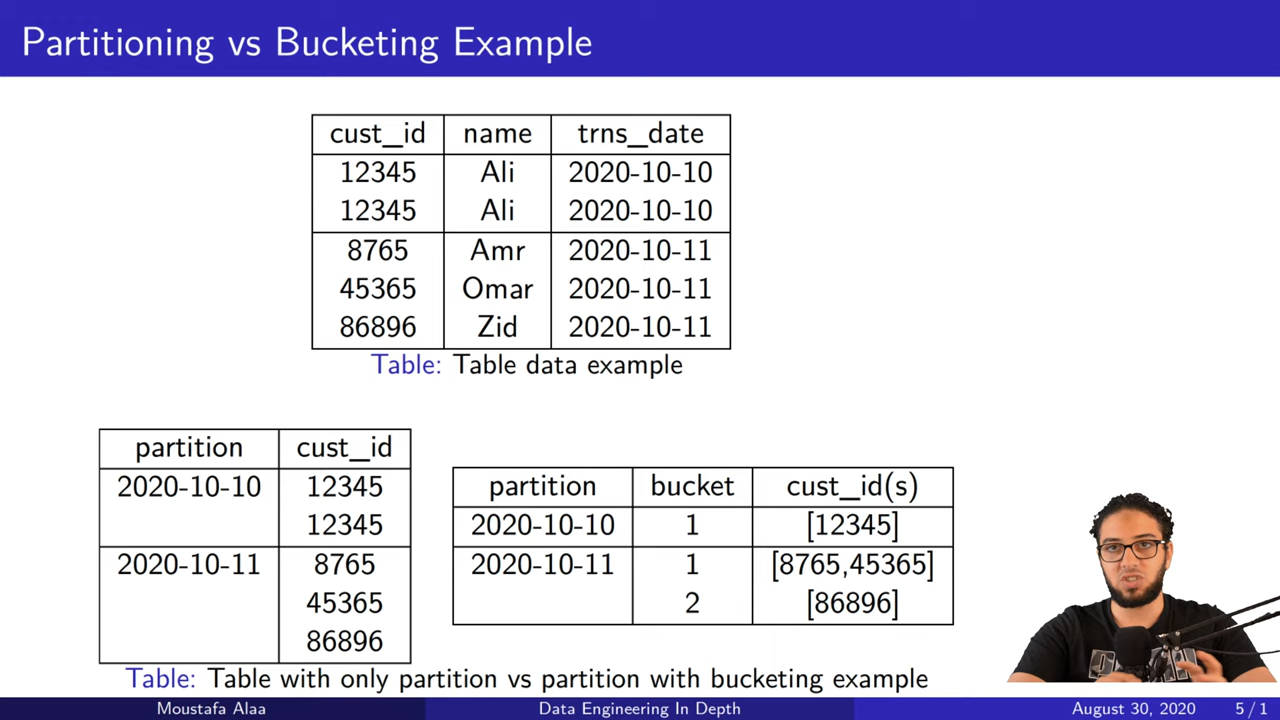 Partitioning vs Bucketing Example
cust_id name trns_date
12345 Ali 2020-10-10
12345 Ali 2020-10-10
8765 Amr 2020-10-11
45365 Omar 2020-10-11
86896 Zid 2020-10-11
Table: Table data example
partition cust_id
2020-10-10 12345
12345
2020-10-11 8765
45365
86896
partition bucket cust_id(s)
2020-10-10 1 [12345]
2020-10-11 1 [8765,45365]
2 [86896]
Table: Table with only partition vs partition with bucketing example
Moustafa Alaa Data Engineering In Depth August 30, 2020 5 / 1